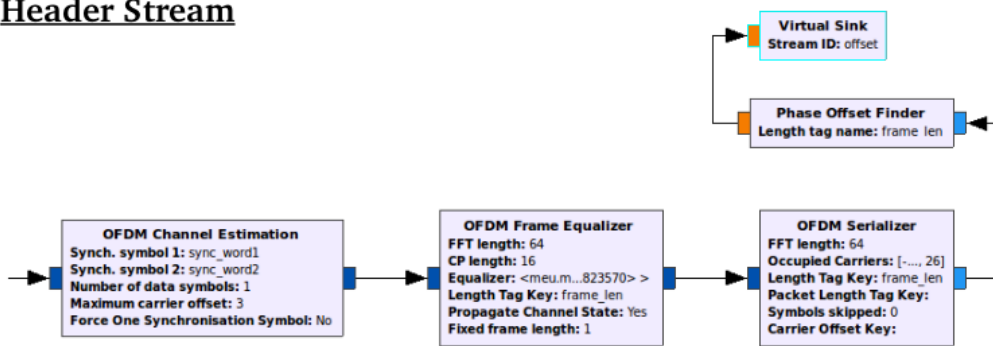 Header Stream
Virtual Sink
Stream ID: offset
Phase Offset Finder
Length tag name: frame_len
OFDM Channel Estimation
Synch. symbol 1: sync_word1
Synch. symbol 2: sync_word2
Number of data symbols: 1
Maximum carrier offset: 3
Force One Synchronisation Symbol: No
OFDM Frame Equalizer
FFT length: 64
CP length: 16
Equalizer: <meu.m...823570> >
Length Tag Key: frame_len
Propagate Channel State: Yes
Fixed frame length: 1
OFDM Serializer
FFT length: 64
Occupied Carriers: [-..., 26]
Length Tag Key: frame_len
Packet Length Tag Key:
Symbols skipped: 0
Carrier Offset Key: